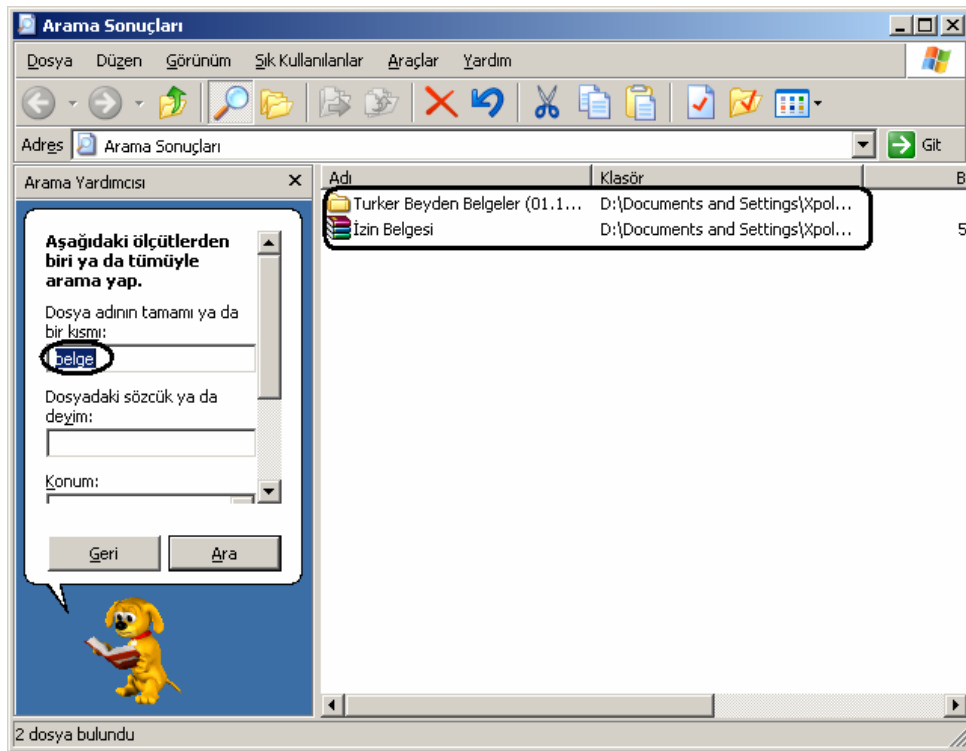 Arama Sonuçları
Dosya Düzen Görünüm Sık Kullanılanlar Araçlar Yardım
Adres Arama Sonuçları Git
Arama Yardımcısı
Aşağıdaki ölçütlerden
biri ya da tümüyle
arama yap.
Dosya adının tamamı ya da
bir kısmı:
belge
Dosyadaki sözcük ya da
deyim:
Konum:
Geri Ara
Adı Klasör B
Turker Beyden Belgeler (01.1... D:\Documents and Settings\Xpol...
İzin Belgesi D:\Documents and Settings\Xpol... 5
2 dosya bulundu